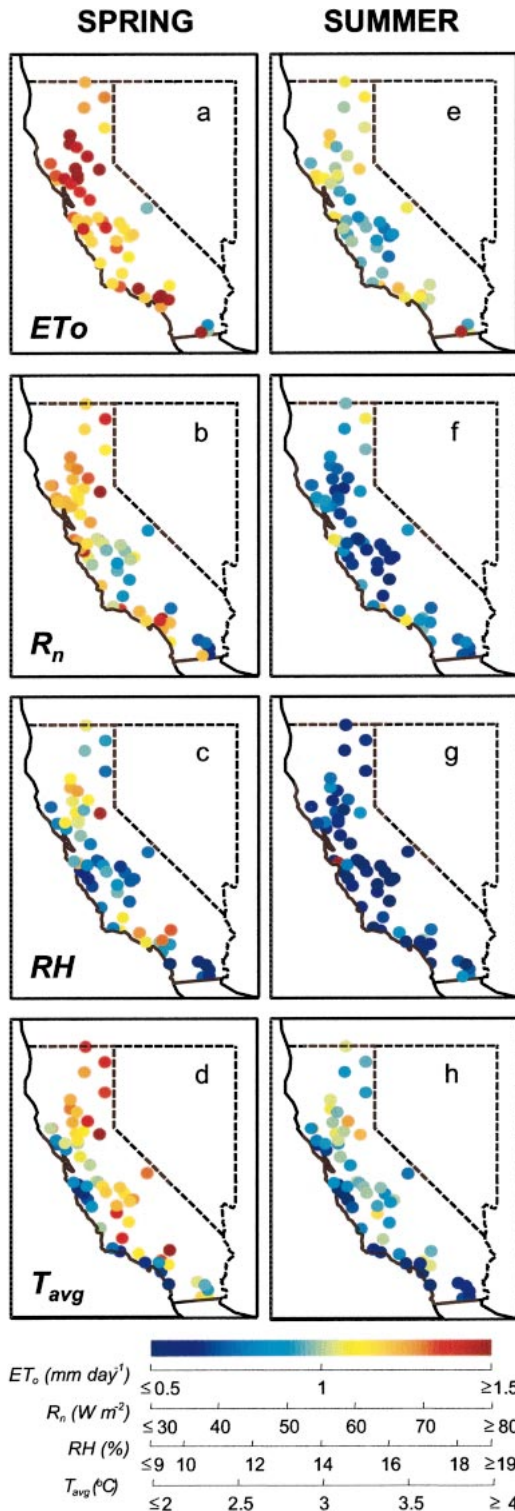 SPRING SUMMER
a e
ETo
b f
Rn
c g
RH
d h
Tavg
ETo (mm day-1) ≤0.5 1 ≥1.5
Rn (W m-2) ≤30 40 50 60 70 ≥80
RH (%) ≤9 10 12 14 16 18 ≥19
Tavg (oC) ≤2 2.5 3 3.5 ≥4